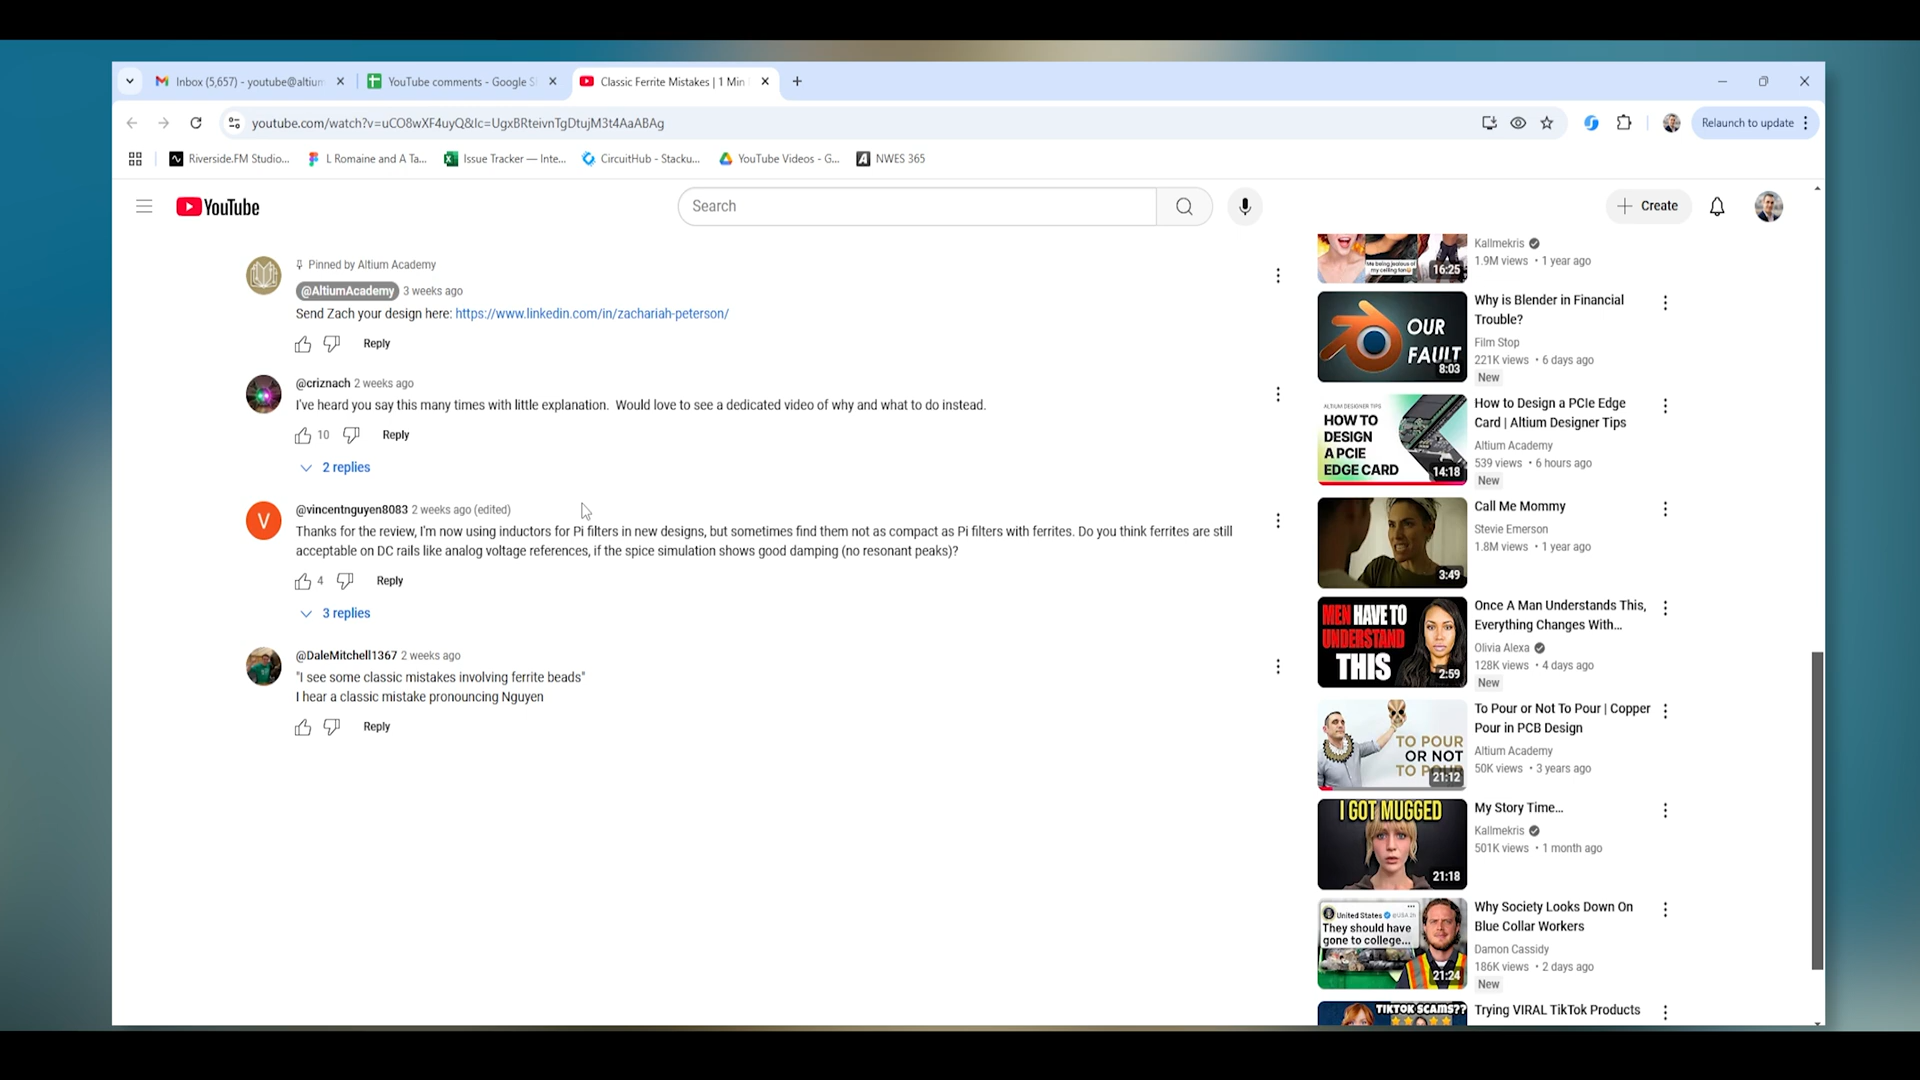 Inbox (5,657) - youtube@altium
YouTube comments - Google S
Classic Ferrite Mistakes | 1 Min
youtube.com/watch?v=uCO8wXF4uyQ&lc=UgxBRteivnTgDtujM3t4AaABAg
Relaunch to update
Riverside.FM Studio...
L Romaine and A Ta...
Issue Tracker — Inte...
CircuitHub - Stacku...
YouTube Videos - G...
NWES 365
YouTube
Search
Create
Pinned by Altium Academy
@AltiumAcademy 3 weeks ago
Send Zach your design here: https://www.linkedin.com/in/zachariah-peterson/
Reply
@criznach 2 weeks ago
I've heard you say this many times with little explanation. Would love to see a dedicated video of why and what to do instead.
10 Reply
2 replies
V
@vincentnguyen8083 2 weeks ago (edited)
Thanks for the review, I'm now using inductors for Pi filters in new designs, but sometimes find them not as compact as Pi filters with ferrites. Do you think ferrites are still
acceptable on DC rails like analog voltage references, if the spice simulation shows good damping (no resonant peaks)?
4 Reply
3 replies
@DaleMitchell1367 2 weeks ago
"I see some classic mistakes involving ferrite beads"
I hear a classic mistake pronouncing Nguyen
Reply
Me being jealous of
my ceiling fan
16:25
Kallmekris
1.9M views • 1 year ago
OUR
FAULT
8:03
Why is Blender in Financial
Trouble?
Film Stop
221K views • 6 days ago
New
ALTIUM DESIGNER TIPS
HOW TO
DESIGN
A PCIE
EDGE CARD
14:18
How to Design a PCIe Edge
Card | Altium Designer Tips
Altium Academy
539 views • 6 hours ago
New
3:49
Call Me Mommy
Stevie Emerson
1.8M views • 1 year ago
MEN HAVE TO
UNDERSTAND
THIS
2:59
Once A Man Understands This,
Everything Changes With...
Olivia Alexa
128K views • 4 days ago
New
TO POUR
OR NOT
TO POUR
21:12
To Pour or Not To Pour | Copper
Pour in PCB Design
Altium Academy
50K views • 3 years ago
I GOT MUGGED
21:18
My Story Time...
Kallmekris
501K views • 1 month ago
United States
They should have
gone to college...
21:24
Why Society Looks Down On
Blue Collar Workers
Damon Cassidy
186K views • 2 days ago
New
TIKTOK SCAMS??
Trying VIRAL TikTok Products